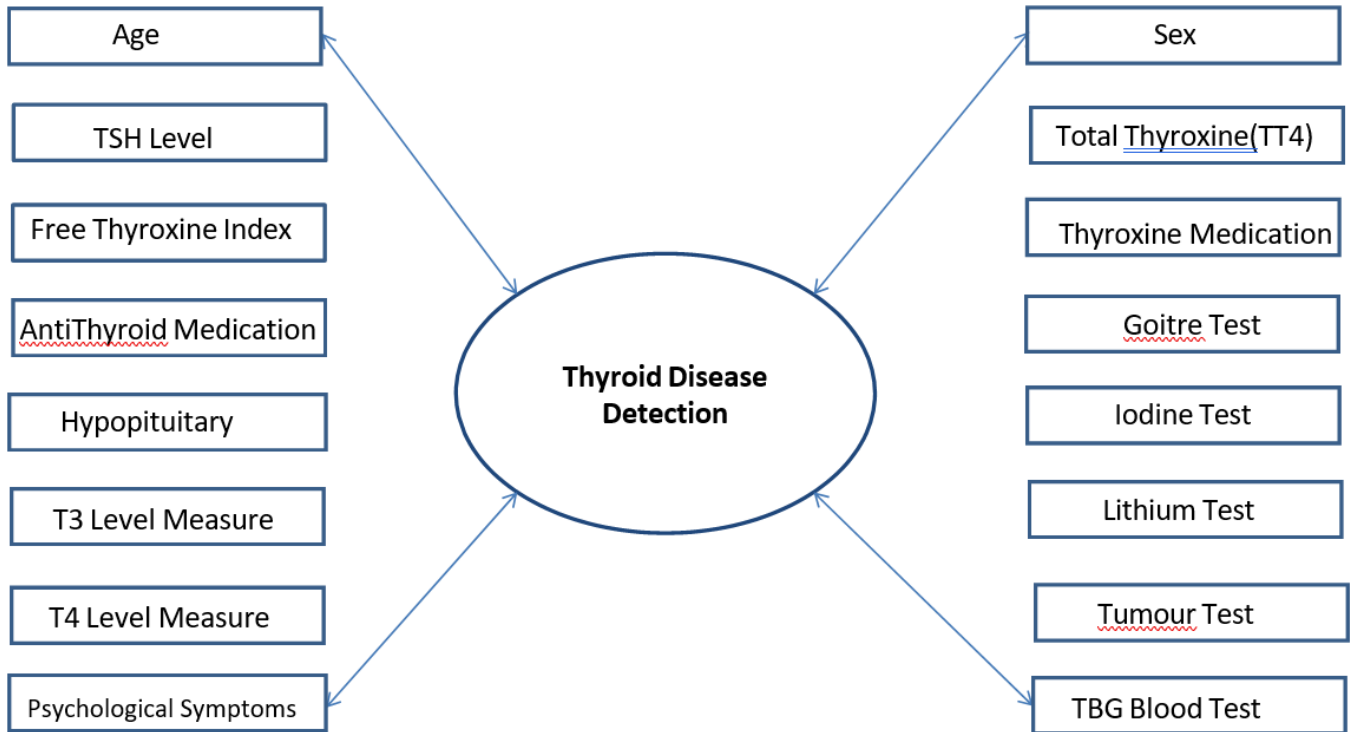 Age
TSH Level
Free Thyroxine Index
AntiThyroid Medication
Hypopituitary
T3 Level Measure
T4 Level Measure
Psychological Symptoms
Thyroid Disease
Detection
Sex
Total Thyroxine(TT4)
Thyroxine Medication
Goitre Test
Iodine Test
Lithium Test
Tumour Test
TBG Blood Test